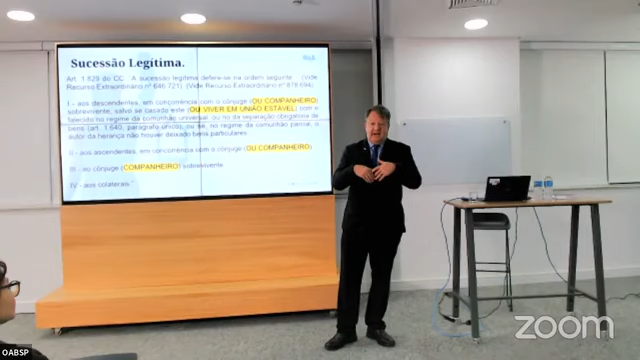 Sucessão Legítima.
Art. 1.829 do CC. "A sucessão legítima defere-se na ordem seguinte: (Vide
Recurso Extraordinário nº 646.721) (Vide Recurso Extraordinário nº 878.694)
I – aos descendentes, em concorrência com o cônjuge (OU COMPANHEIRO)
sobrevivente, salvo se casado este (OU VIVER EM UNIÃO ESTÁVEL) com o
falecido no regime da comunhão universal, ou no da separação obrigatória de
bens (art. 1.640, parágrafo único); ou se, no regime da comunhão parcial, o
autor da herança não houver deixado bens particulares.
II – aos ascendentes, em concorrência com o cônjuge (OU COMPANHEIRO)
III – ao cônjuge (COMPANHEIRO) sobrevivente.
IV – aos colaterais."
zoom
OABSP